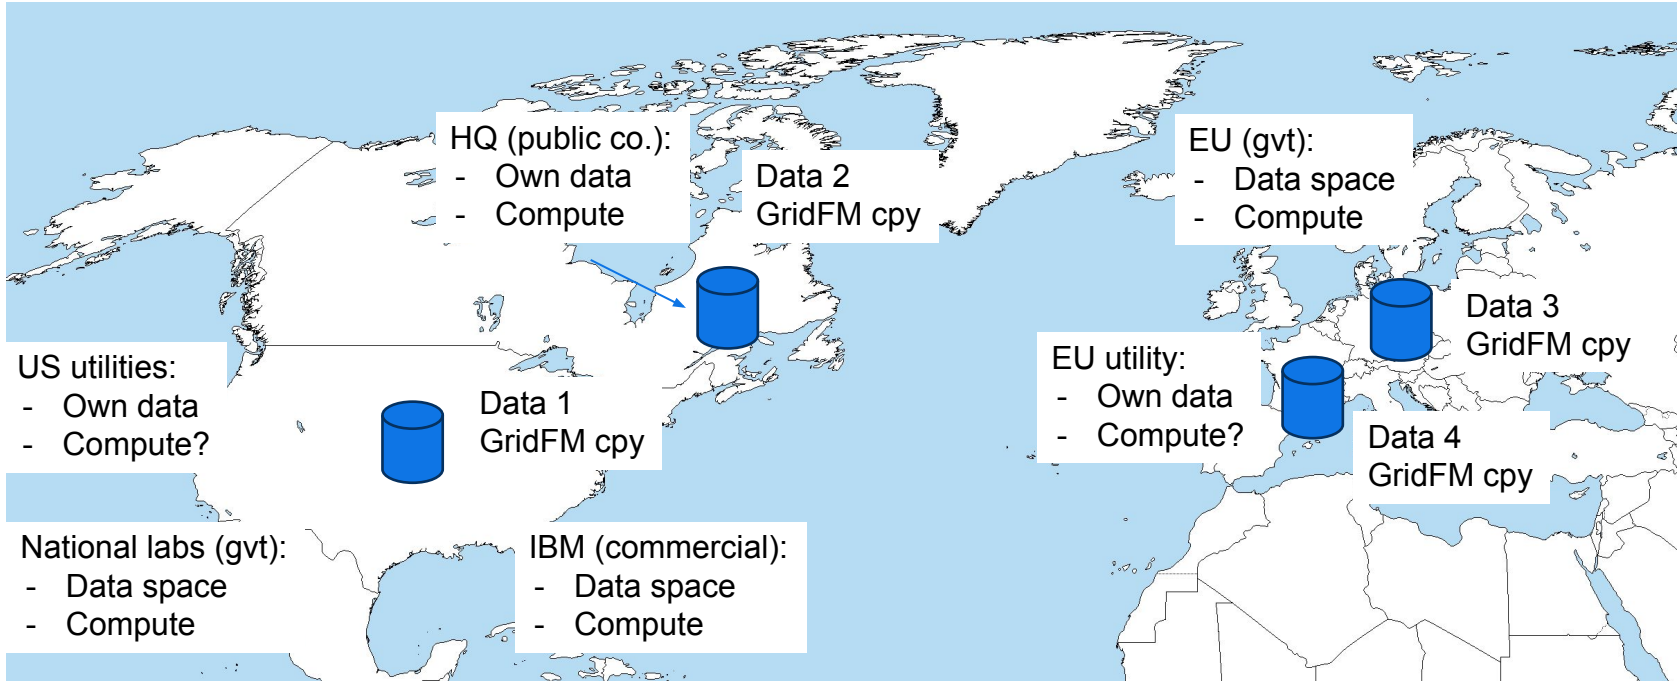 HQ (public co.):
- Own data
- Compute
Data 2
GridFM cpy
EU (gvt):
- Data space
- Compute
Data 3
GridFM cpy
US utilities:
- Own data
- Compute?
Data 1
GridFM cpy
EU utility:
- Own data
- Compute?
Data 4
GridFM cpy
National labs (gvt):
- Data space
- Compute
IBM (commercial):
- Data space
- Compute